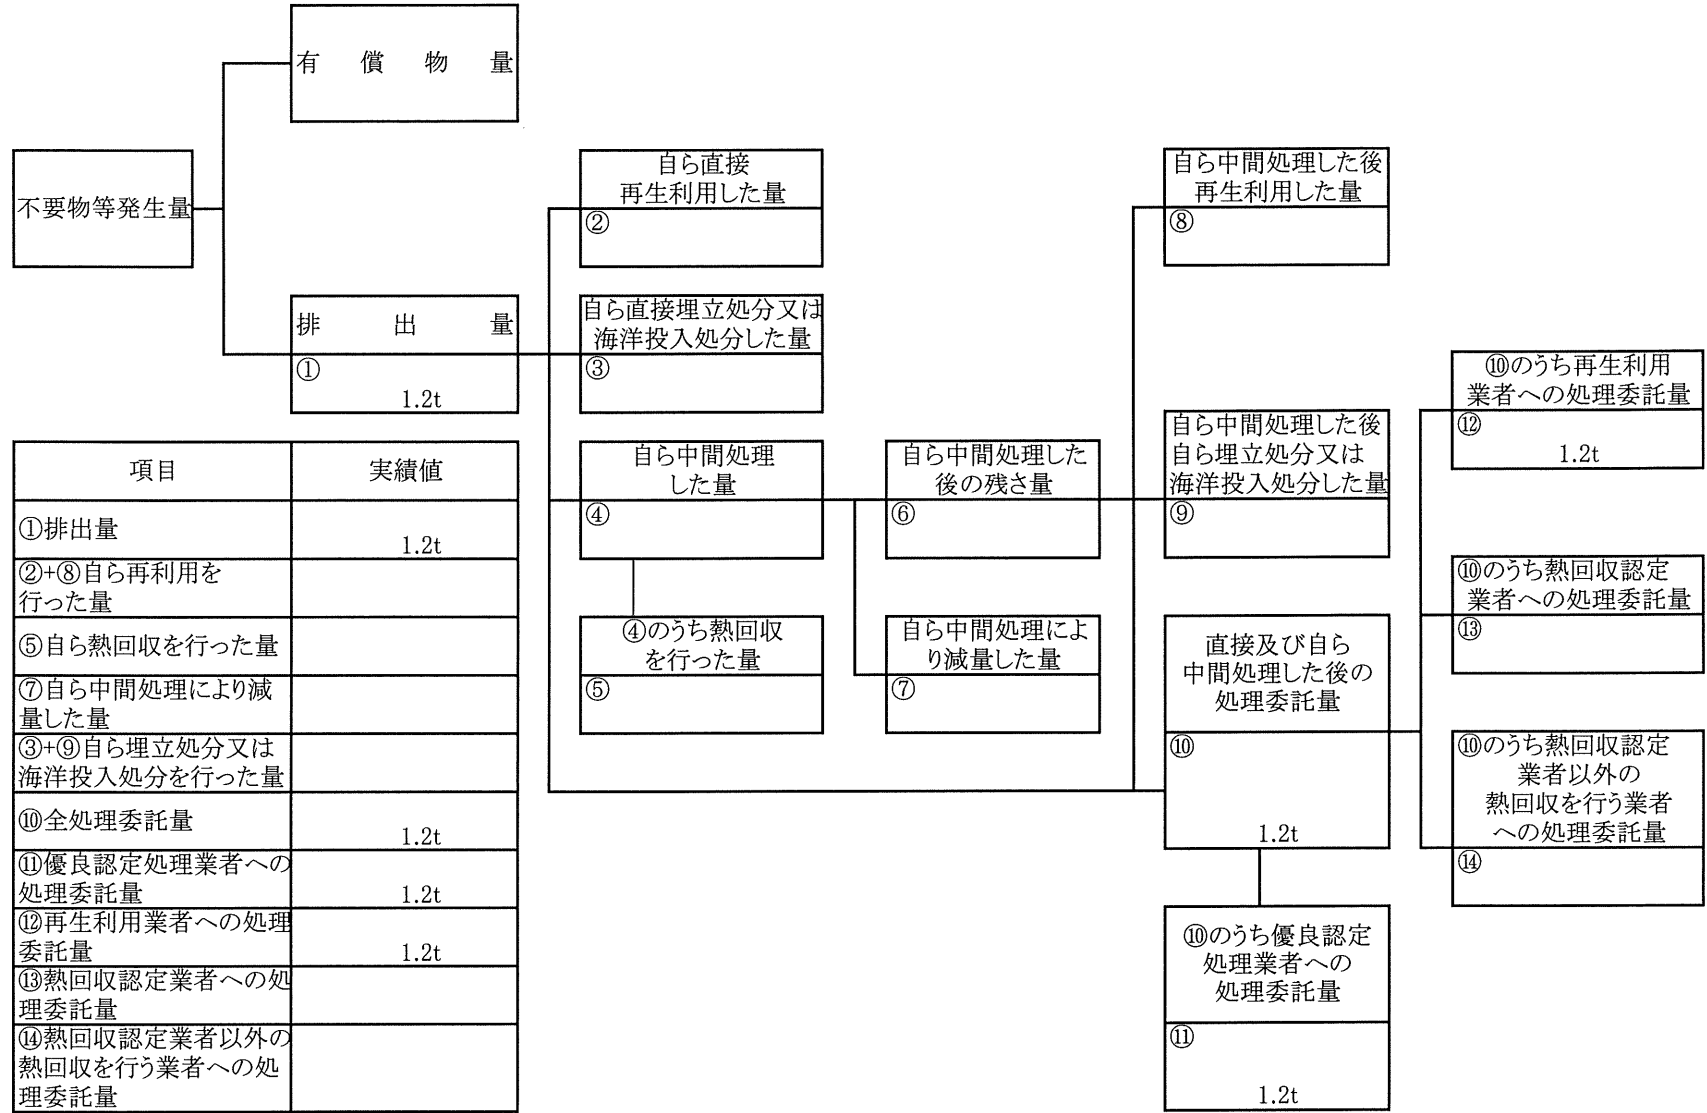 有償物量
不要物等発生量
排出量
①
1.2t
自ら直接
再生利用した量
②
自ら直接埋立処分又は
海洋投入処分した量
③
自ら中間処理
した量
④
④のうち熱回収
を行った量
⑤
自ら中間処理した
後の残さ量
⑥
自ら中間処理によ
り減量した量
⑦
自ら中間処理した後
再生利用した量
⑧
自ら中間処理した後
自ら埋立処分又は
海洋投入処分した量
⑨
直接及び自ら
中間処理した後の
処理委託量
⑩
1.2t
⑩のうち優良認定
処理業者への
処理委託量
⑪
1.2t
⑩のうち再生利用
業者への処理委託量
⑫
1.2t
⑩のうち熱回収認定
業者への処理委託量
⑬
⑩のうち熱回収認定
業者以外の
熱回収を行う業者
への処理委託量
⑭
項目 実績値
①排出量
1.2t
②+⑧自ら再利用を
行った量
⑤自ら熱回収を行った量
⑦自ら中間処理により減
量した量
③+⑨自ら埋立処分又は
海洋投入処分を行った量
⑩全処理委託量
1.2t
⑪優良認定処理業者への
処理委託量 1.2t
⑫再生利用業者への処理
委託量 1.2t
⑬熱回収認定業者への処
理委託量
⑭熱回収認定業者以外の
熱回収を行う業者への処
理委託量